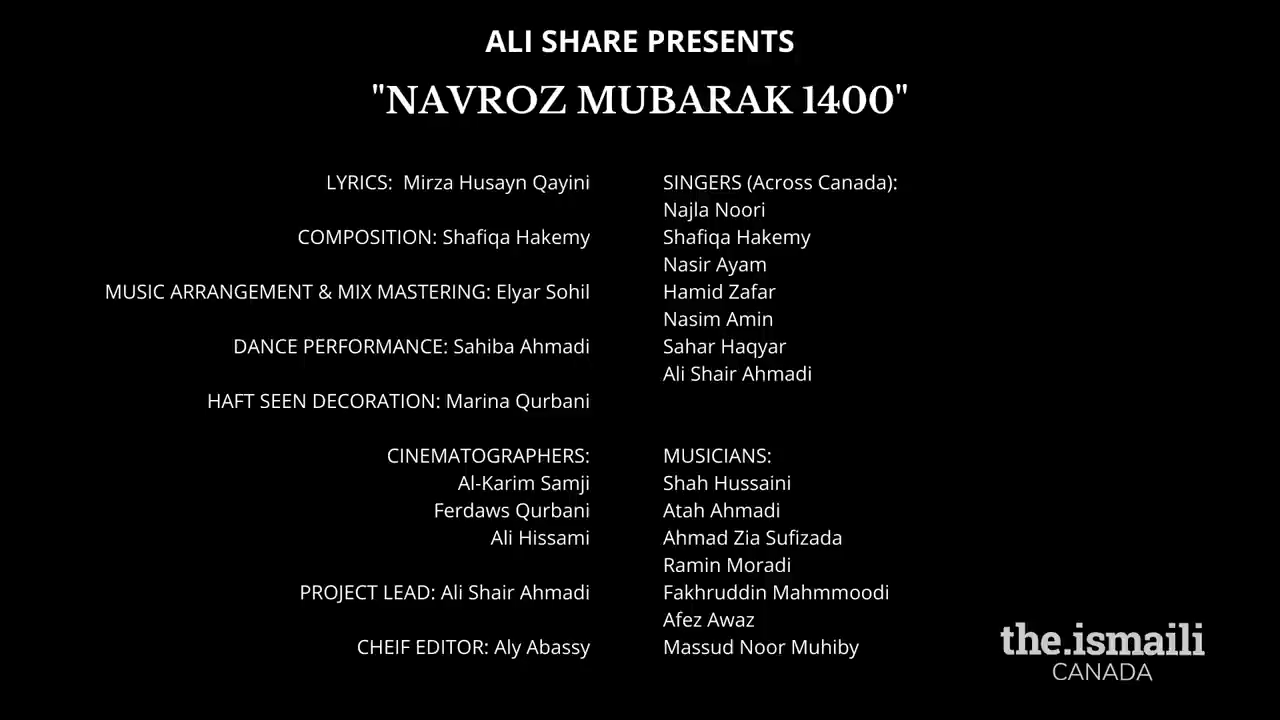 ALI SHARE PRESENTS
"NAVROZ MUBARAK 1400"
LYRICS: Mirza Husayn Qayini
COMPOSITION: Shafiqa Hakemy
MUSIC ARRANGEMENT & MIX MASTERING: Elyar Sohil
DANCE PERFORMANCE: Sahiba Ahmadi
HAFT SEEN DECORATION: Marina Qurbani
CINEMATOGRAPHERS:
Al-Karim Samji
Ferdaws Qurbani
Ali Hissami
PROJECT LEAD: Ali Shair Ahmadi
CHEIF EDITOR: Aly Abassy
SINGERS (Across Canada):
Najla Noori
Shafiqa Hakemy
Nasir Ayam
Hamid Zafar
Nasim Amin
Sahar Haqyar
Ali Shair Ahmadi
MUSICIANS:
Shah Hussaini
Atah Ahmadi
Ahmad Zia Sufizada
Ramin Moradi
Fakhruddin Mahmmoodi
Afez Awaz
Massud Noor Muhiby
the.ismaili
CANADA